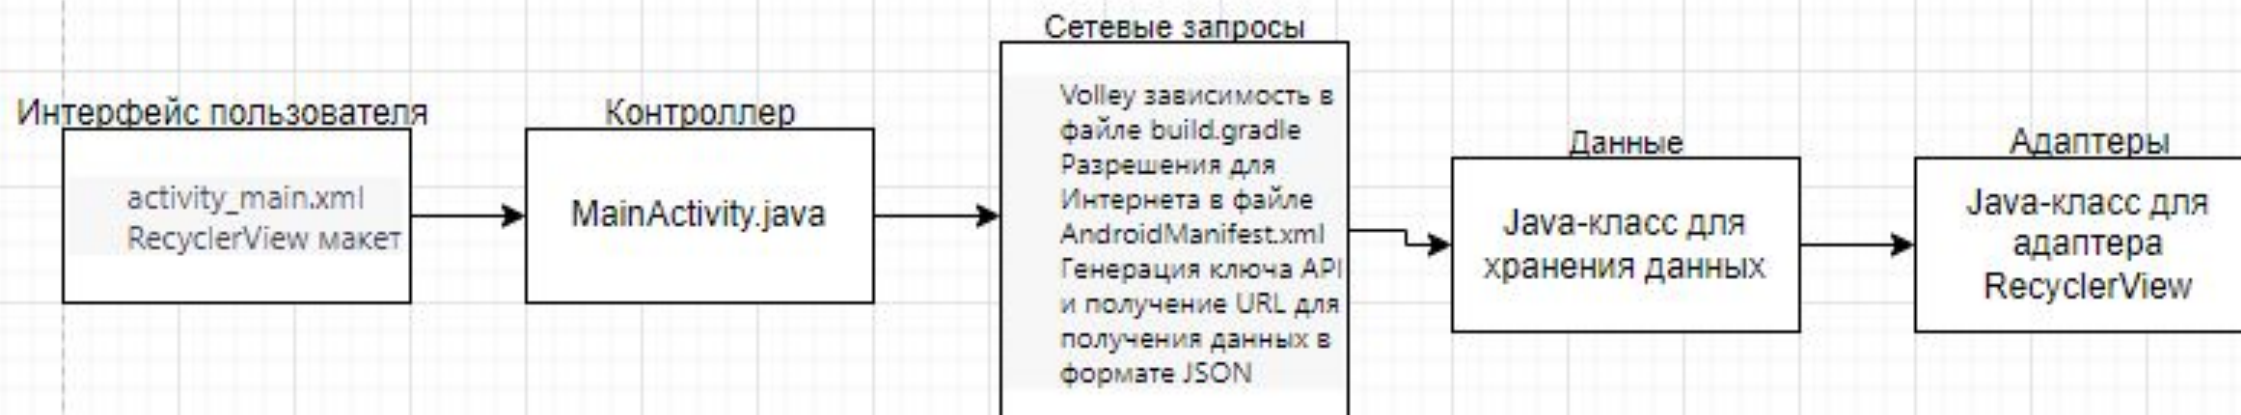 Интерфейс пользователя
activity_main.xml
RecyclerView макет
Контроллер
MainActivity.java
Сетевые запросы
Volley зависимость в
файле build.gradle
Разрешения для
Интернета в файле
AndroidManifest.xml
Генерация ключа API
и получение URL для
получения данных в
формате JSON
Данные
Java-класс для
хранения данных
Адаптеры
Java-класс для
адаптера
RecyclerView